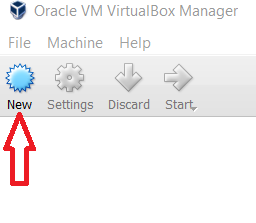 Oracle VM VirtualBox Manager
File Machine Help
New Settings Discard Start